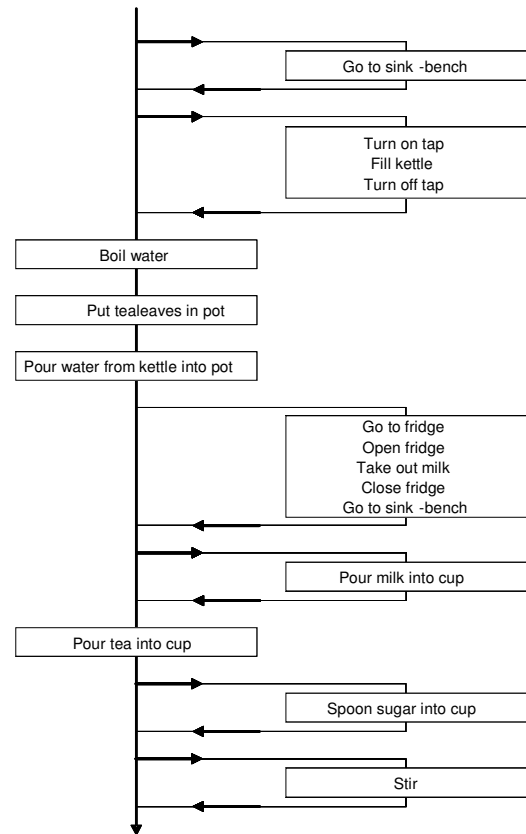 Go to sink -bench
Turn on tap
Fill kettle
Turn off tap
Boil water
Put tealeaves in pot
Pour water from kettle into pot
Go to fridge
Open fridge
Take out milk
Close fridge
Go to sink -bench
Pour milk into cup
Pour tea into cup
Spoon sugar into cup
Stir